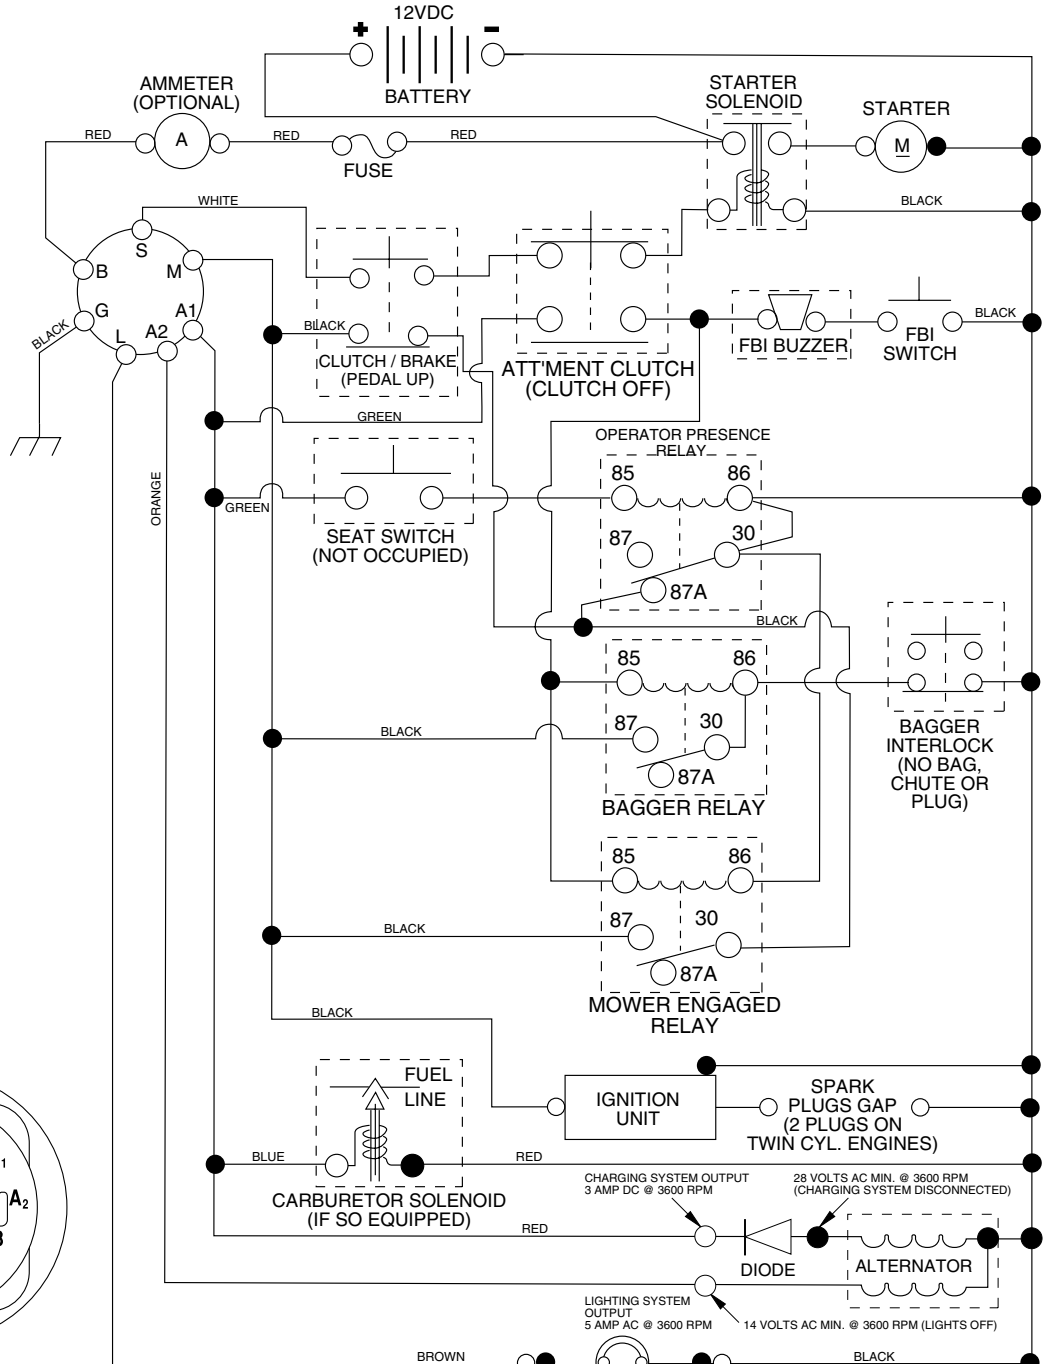 12VDC
+ -
BATTERY
AMMETER
(OPTIONAL)
STARTER
SOLENOID
STARTER
RED
A
RED
RED
FUSE
M
WHITE
BLACK
S
B
M
G
A1
L
A2
BLACK
BLACK
CLUTCH / BRAKE
(PEDAL UP)
ATT'MENT CLUTCH
(CLUTCH OFF)
FBI BUZZER
FBI
SWITCH
BLACK
GREEN
OPERATOR PRESENCE
RELAY
85
86
ORANGE
GREEN
SEAT SWITCH
(NOT OCCUPIED)
87
30
87A
BLACK
85
86
87
30
87A
BLACK
BAGGER RELAY
BAGGER
INTERLOCK
(NO BAG,
CHUTE OR
PLUG)
85
86
87
30
87A
BLACK
MOWER ENGAGED
RELAY
BLACK
FUEL
LINE
IGNITION
UNIT
SPARK
PLUGS GAP
(2 PLUGS ON
TWIN CYL. ENGINES)
BLUE
RED
CARBURETOR SOLENOID
(IF SO EQUIPPED)
CHARGING SYSTEM OUTPUT
3 AMP DC @ 3600 RPM
28 VOLTS AC MIN. @ 3600 RPM
(CHARGING SYSTEM DISCONNECTED)
1
A2
RED
DIODE
ALTERNATOR
LIGHTING SYSTEM
OUTPUT
5 AMP AC @ 3600 RPM
14 VOLTS AC MIN. @ 3600 RPM (LIGHTS OFF)
BROWN
BLACK